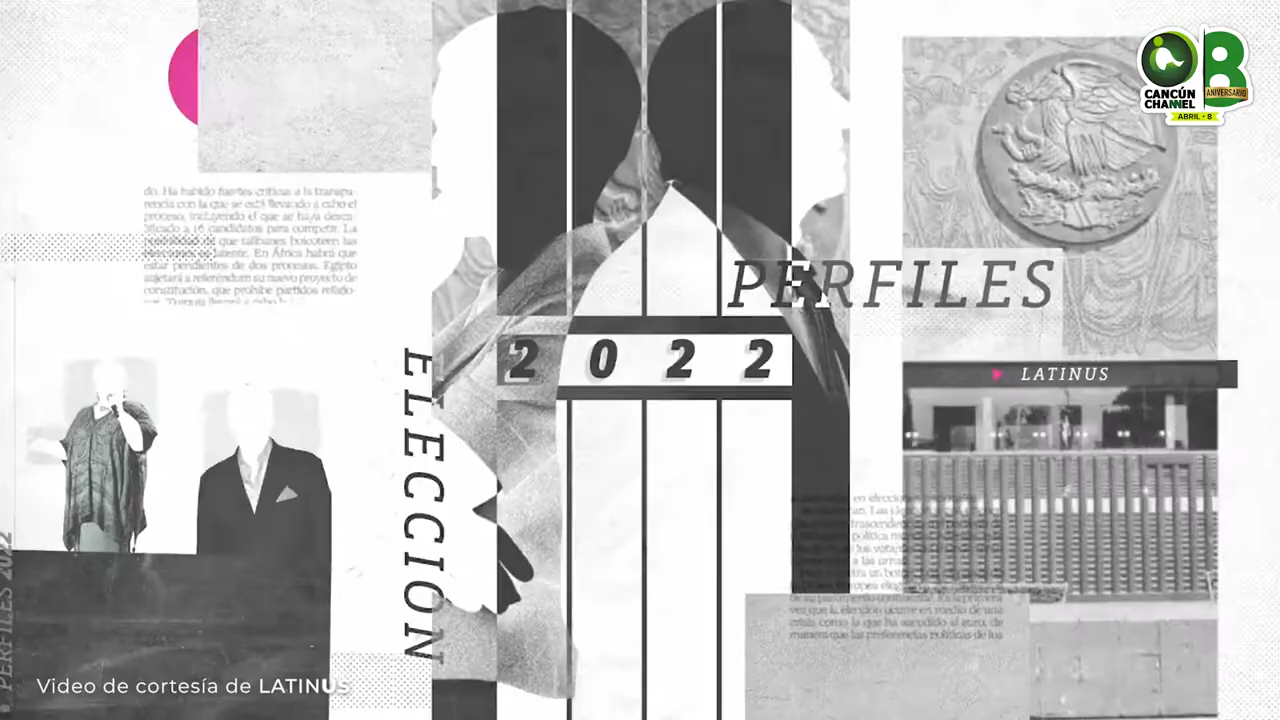 CANCÚN
CHANNEL
8
ANIVERSARIO
ABRIL - 8
do. Ha habido fuertes críticas a la transpa-
rencia con la que se está llevando a cabo el
proceso, incluyendo el que se haya desca-
lificado a 16 candidatos para competir. La
posibilidad de que talibanes boicoteen las
elecciones es latente. En África habrá que
estar pendientes de dos procesos. Egipto
sujetará a referéndum su nuevo proyecto de
constitución, que prohíbe partidos religio-
PERFILES
2022
LATINUS
ELECCION
vez que la elección ocurre en medio de una
crisis como la que ha sacudido al euro, de
manera que las preferencias políticas de los
PERFILES 2022
Video de cortesía de LATINUS